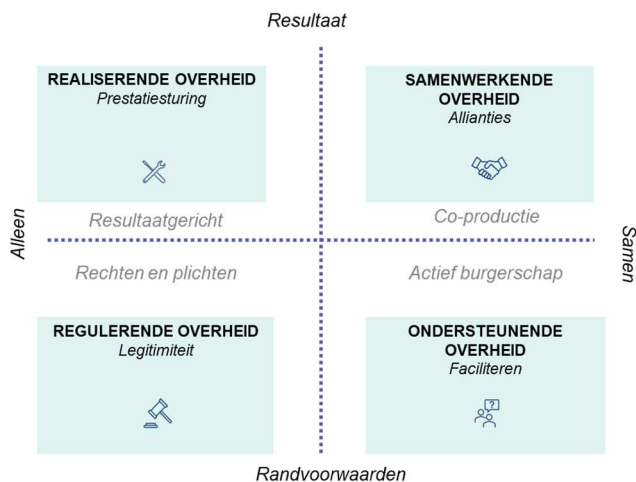 Resultaat
REALISERENDE OVERHEID
Prestatiesturing
SAMENWERKENDE
OVERHEID
Allianties
Alleen
Resultaatgericht
Co-productie
Samen
Rechten en plichten
Actief burgerschap
REGULERENDE OVERHEID
Legitimiteit
ONDERSTEUNENDE
OVERHEID
Faciliteren
?
Randvoorwaarden